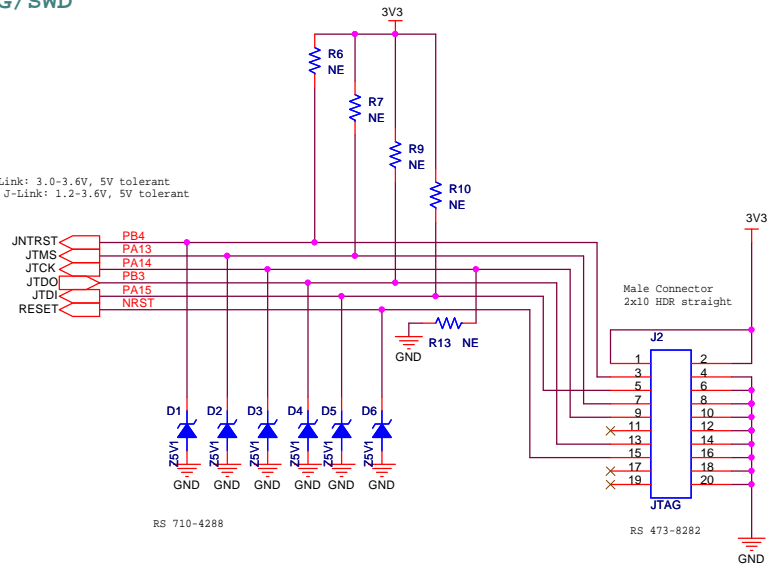 G/SWD
3V3
R6
NE
R7
NE
R9
NE
R10
NE
Link: 3.0-3.6V, 5V tolerant
J-Link: 1.2-3.6V, 5V tolerant
JNTRST PB4
JTMS PA13
JTCK PA14
JTDO PB3
JTDI PA15
RESET NRST
3V3
Male Connector
2x10 HDR straight
R13 NE
GND
J2
1 2
3 4
5 6
7 8
9 10
11 12
13 14
15 16
17 18
19 20
JTAG
D1 D2 D3 D4 D5 D6
Z5V1 Z5V1 Z5V1 Z5V1 Z5V1 Z5V1
GND GND GND GND GND GND
RS 710-4288
RS 473-8282
GND